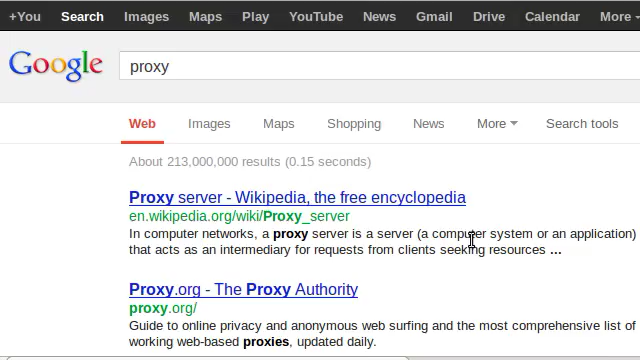 +You Search Images Maps Play YouTube News Gmail Drive Calendar More
Google proxy
Web Images Maps Shopping News More Search tools
About 213,000,000 results (0.15 seconds)
Proxy server - Wikipedia, the free encyclopedia
en.wikipedia.org/wiki/Proxy_server
In computer networks, a proxy server is a server (a computer system or an application)
that acts as an intermediary for requests from clients seeking resources ...
Proxy.org - The Proxy Authority
proxy.org/
Guide to online privacy and anonymous web surfing and the most comprehensive list of
working web-based proxies, updated daily.